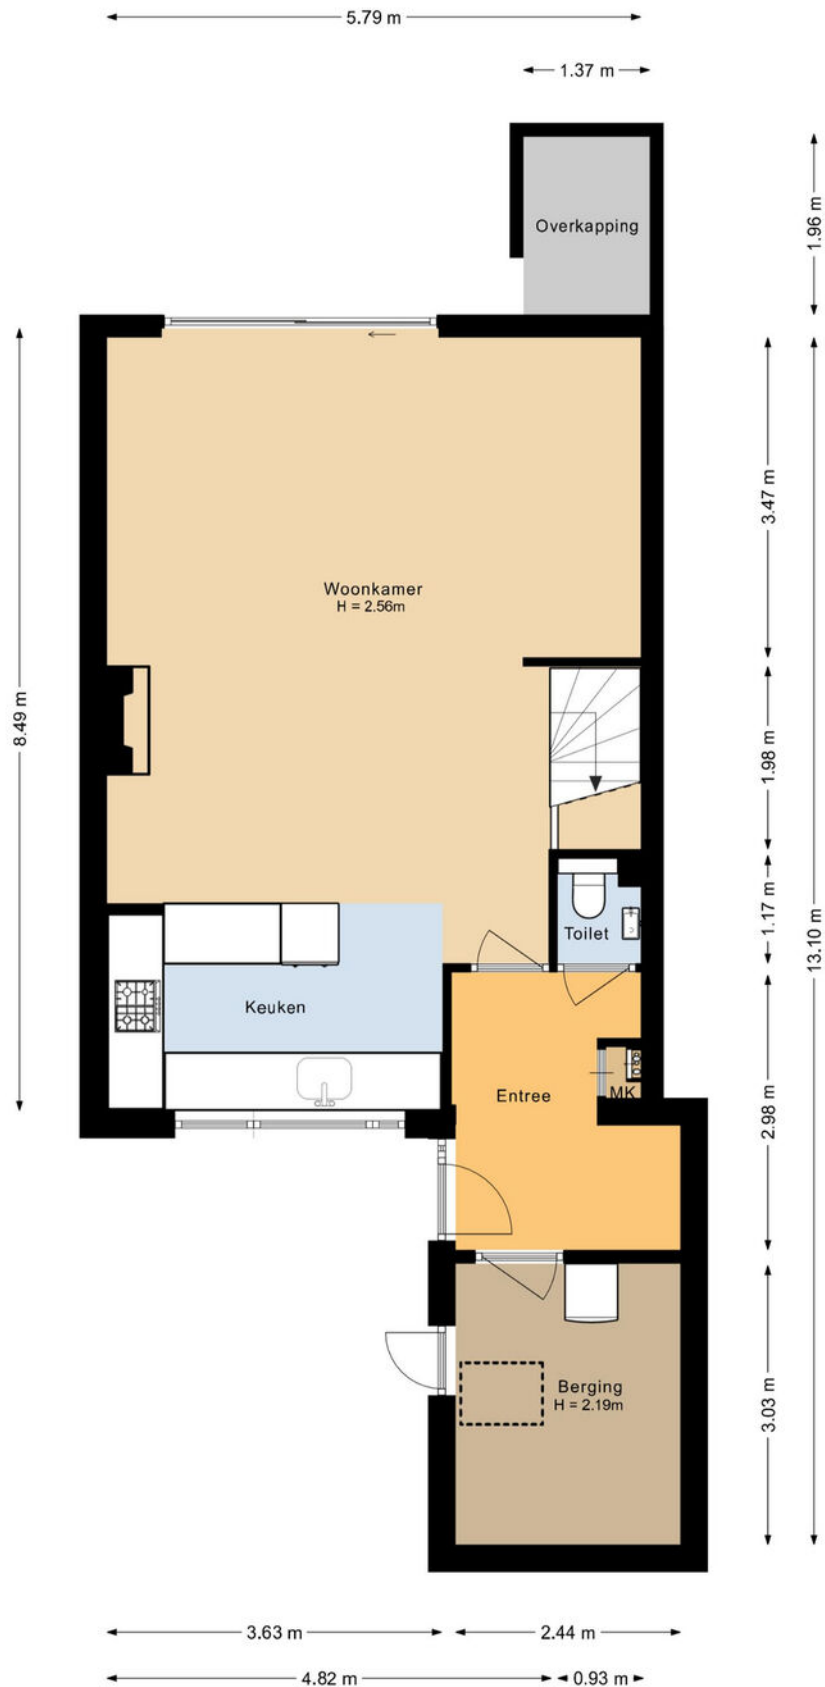 5.79 m
1.37 m
Overkapping
1.96 m
Woonkamer
H = 2.56m
3.47 m
8.49 m
1.98 m
1.17 m
Toilet
13.10 m
Keuken
Entree
MK
2.98 m
Berging
H = 2.19m
3.03 m
3.63 m
2.44 m
4.82 m
0.93 m